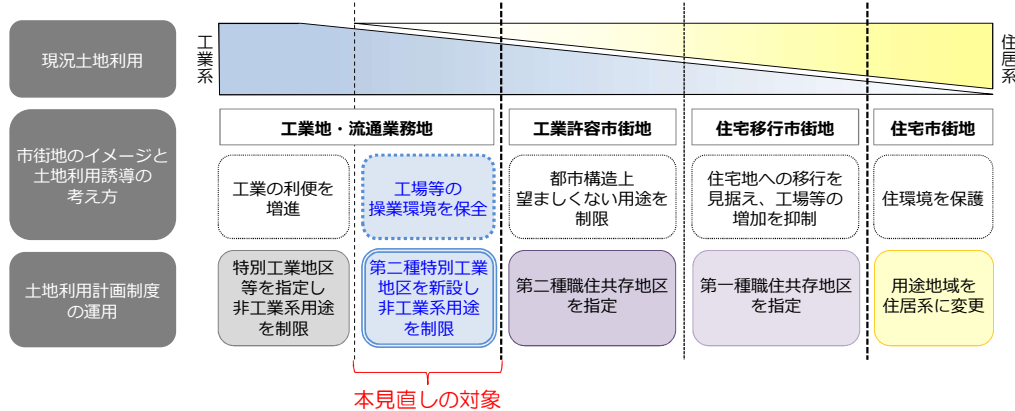 現況土地利用
工業系
住居系
市街地のイメージと
土地利用誘導の
考え方
工業地・流通業務地
工業許容市街地
住宅移行市街地
住宅市街地
工業の利便を
増進
工場等の
操業環境を保全
都市構造上
望ましくない用途を
制限
住宅地への移行を
見据え、工場等の
増加を抑制
住環境を保護
土地利用計画制度
の運用
特別工業地区
等を指定し
非工業系用途
を制限
第二種特別工業
地区を新設し
非工業系用途
を制限
第二種職住共存地区
を指定
第一種職住共存地区
を指定
用途地域を
住居系に変更
本見直しの対象